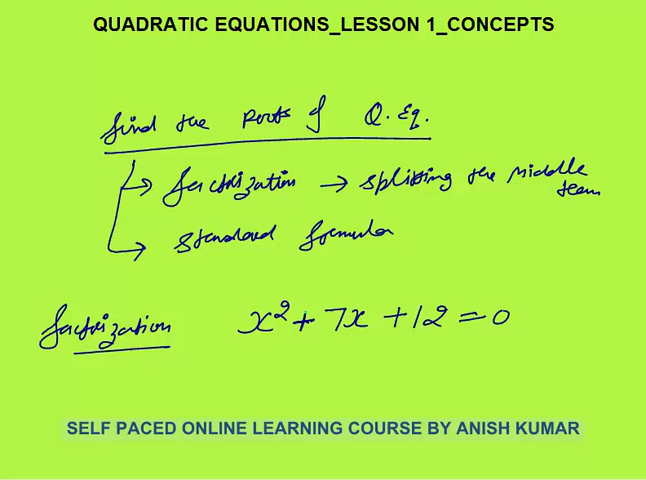 QUADRATIC EQUATIONS_LESSON 1_CONCEPTS
find the roots of Q.Eq.
→ factorization → splitting the middle
term
→ standard formula
factorization x² + 7x + 12 = 0
SELF PACED ONLINE LEARNING COURSE BY ANISH KUMAR